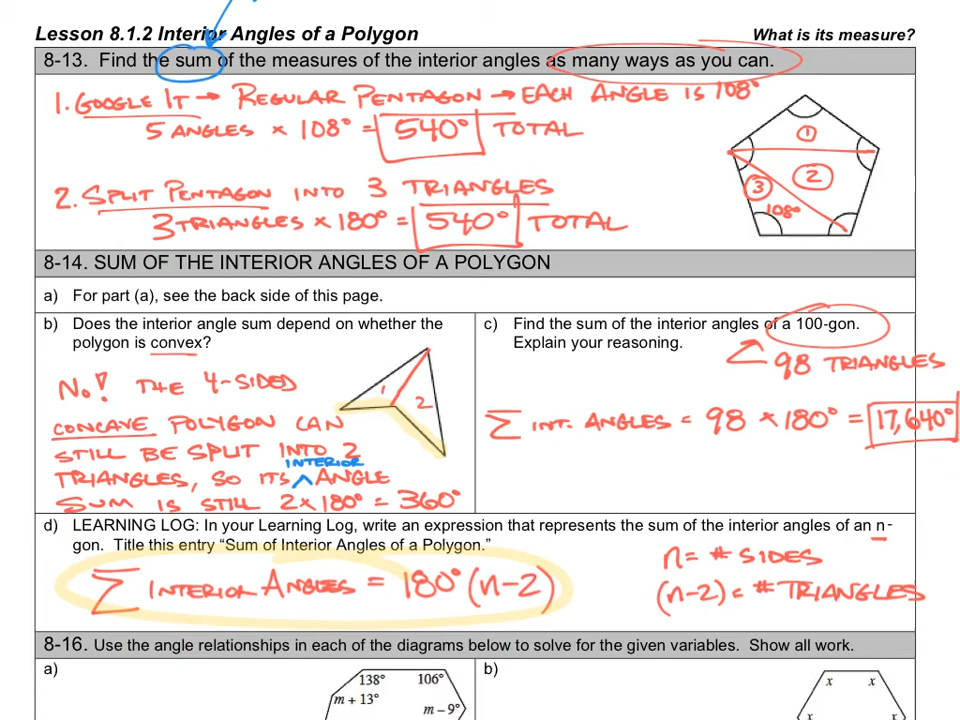 Lesson 8.1.2 Interior Angles of a Polygon
What is its measure?
8-13. Find the sum of the measures of the interior angles as many ways as you can.
1. GOOGLE IT → REGULAR PENTAGON → EACH ANGLE IS 108°
5 ANGLES × 108° = 540° TOTAL
2. SPLIT PENTAGON INTO 3 TRIANGLES
3 TRIANGLES × 180° = 540° TOTAL
1
2
3
108°
8-14. SUM OF THE INTERIOR ANGLES OF A POLYGON
a) For part (a), see the back side of this page.
b) Does the interior angle sum depend on whether the
polygon is convex?
NO! THE 4-SIDED
CONCAVE POLYGON CAN
STILL BE SPLIT INTO 2
TRIANGLES, SO ITS ^ INTERIOR ANGLE
SUM IS STILL 2×180° = 360°
1
2
c) Find the sum of the interior angles of a 100-gon.
Explain your reasoning.
98 TRIANGLES
Σ INT. ANGLES = 98 × 180° = 17,640°
d) LEARNING LOG: In your Learning Log, write an expression that represents the sum of the interior angles of an n-
gon. Title this entry “Sum of Interior Angles of a Polygon.”
Σ INTERIOR ANGLES = 180° (n-2)
n = # SIDES
(n-2) = # TRIANGLES
8-16. Use the angle relationships in each of the diagrams below to solve for the given variables. Show all work.
a)
138°
106°
m + 13°
m – 9°
b)
x
x
x
x